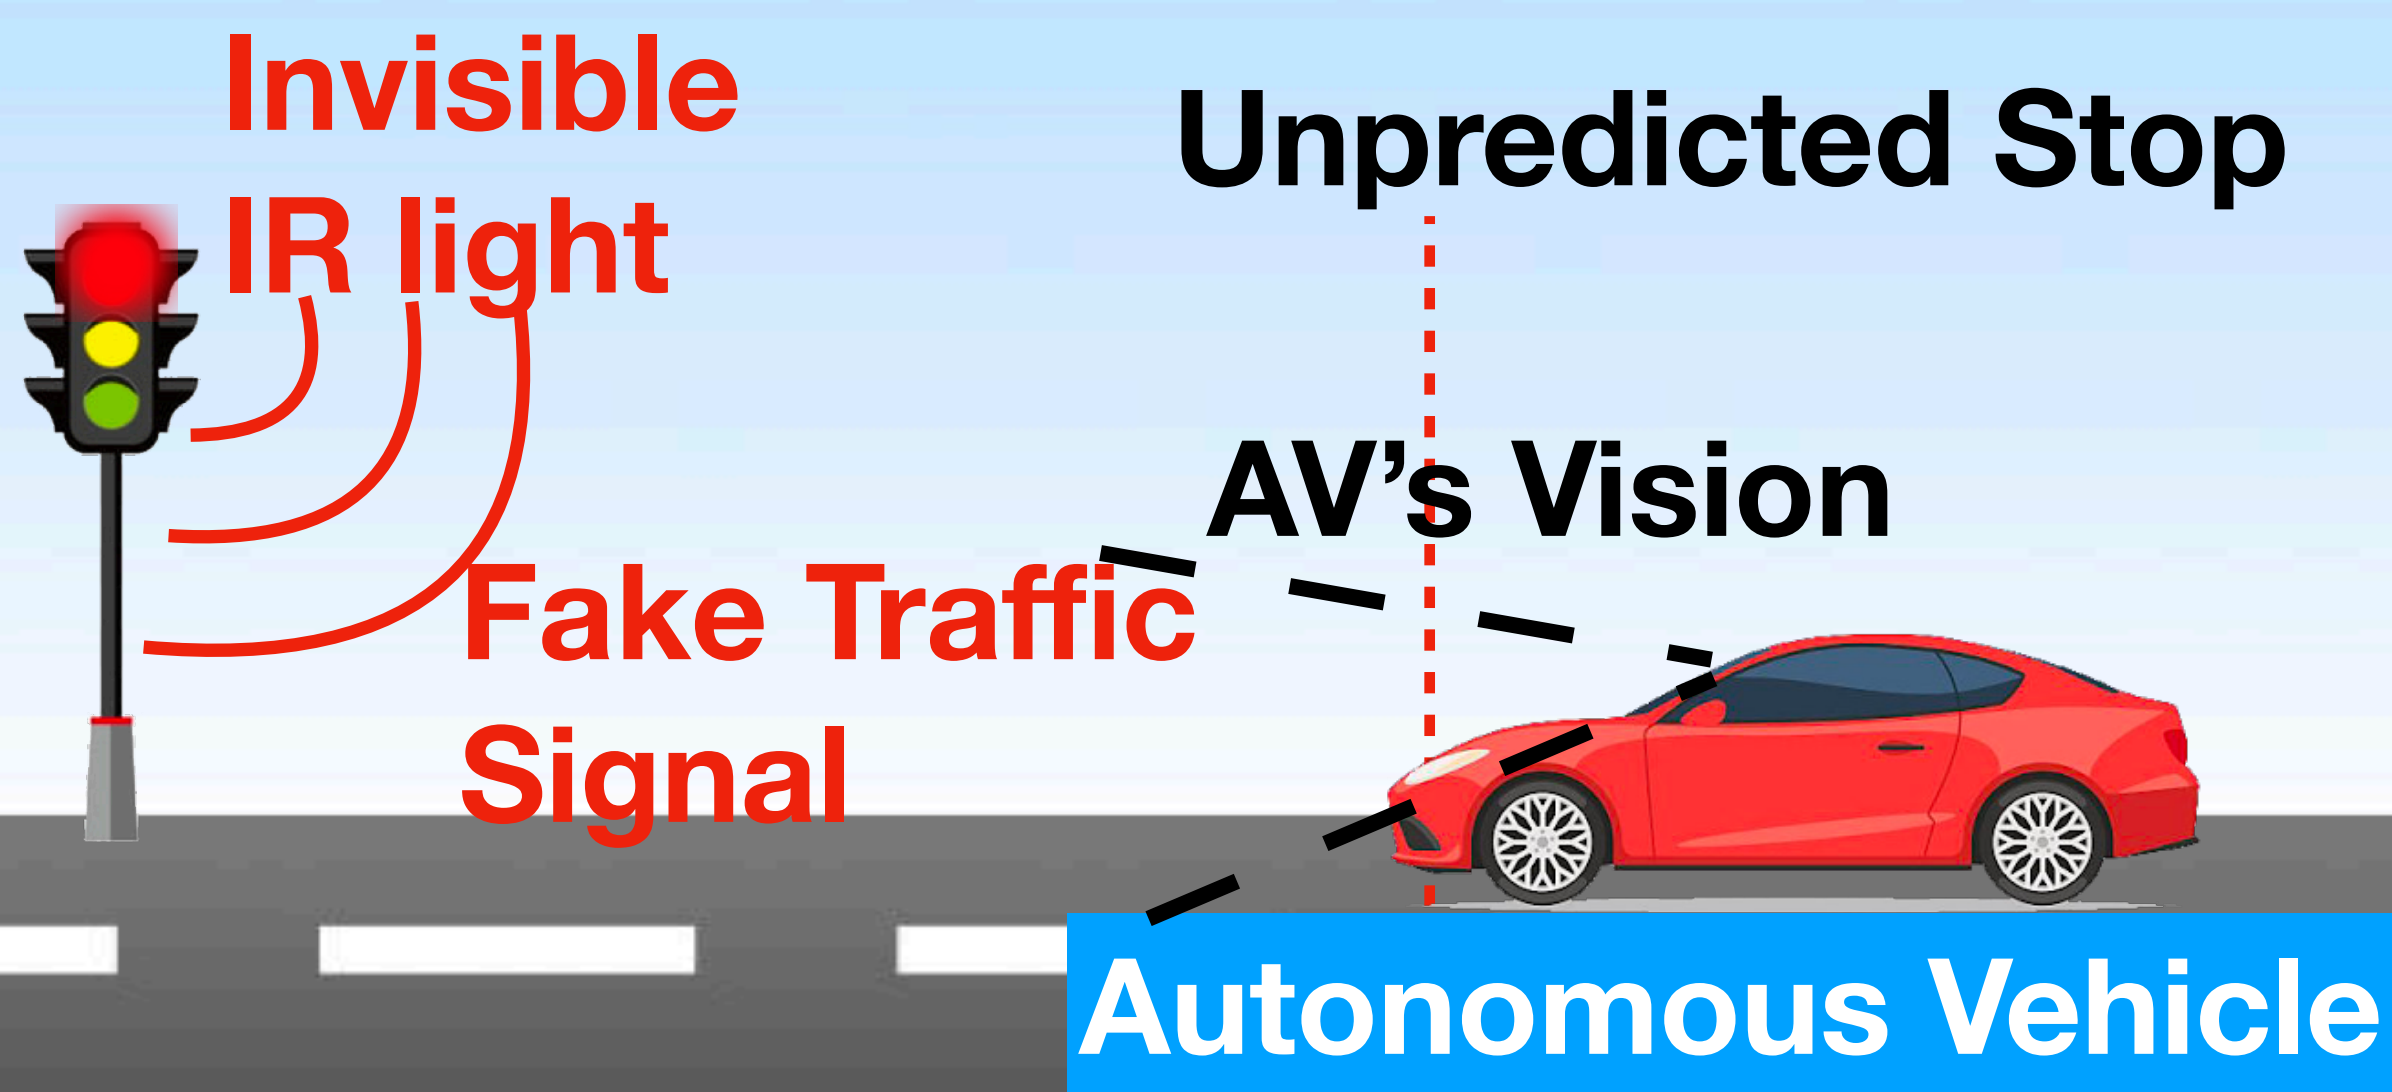 Invisible
IR light
Unpredicted Stop
AV’s Vision
Fake Traffic
Signal
Autonomous Vehicle